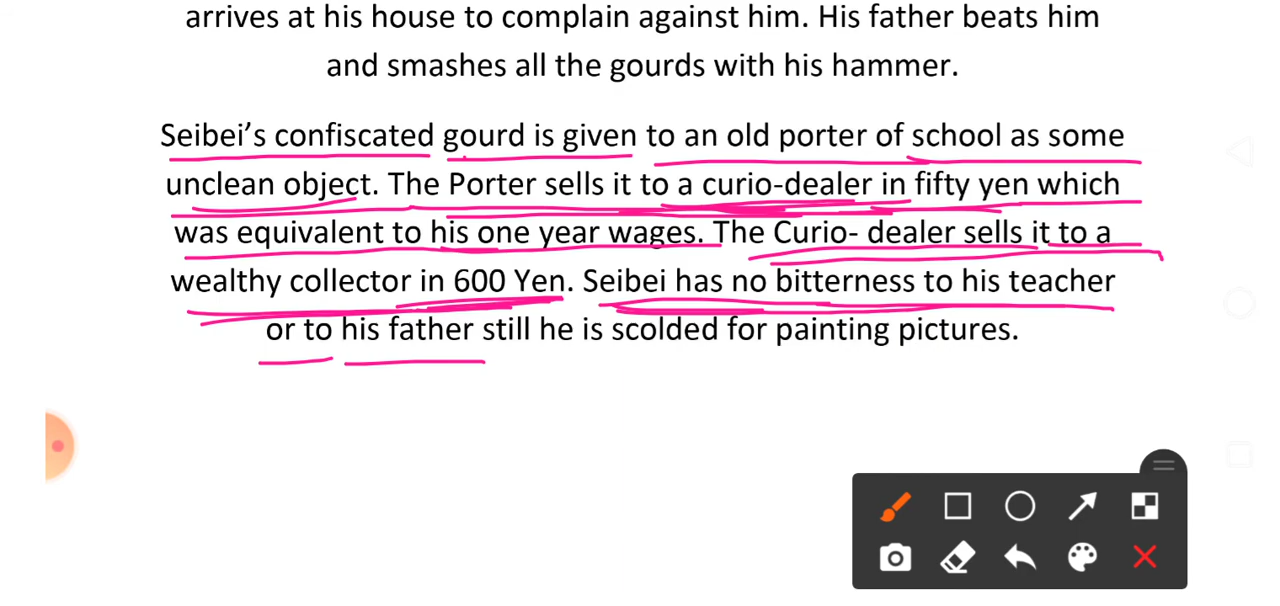 arrives at his house to complain against him. His father beats him
and smashes all the gourds with his hammer.
Seibei's confiscated gourd is given to an old porter of school as some
unclean object. The Porter sells it to a curio-dealer in fifty yen which
was equivalent to his one year wages. The Curio- dealer sells it to a
wealthy collector in 600 Yen. Seibei has no bitterness to his teacher
or to his father still he is scolded for painting pictures.